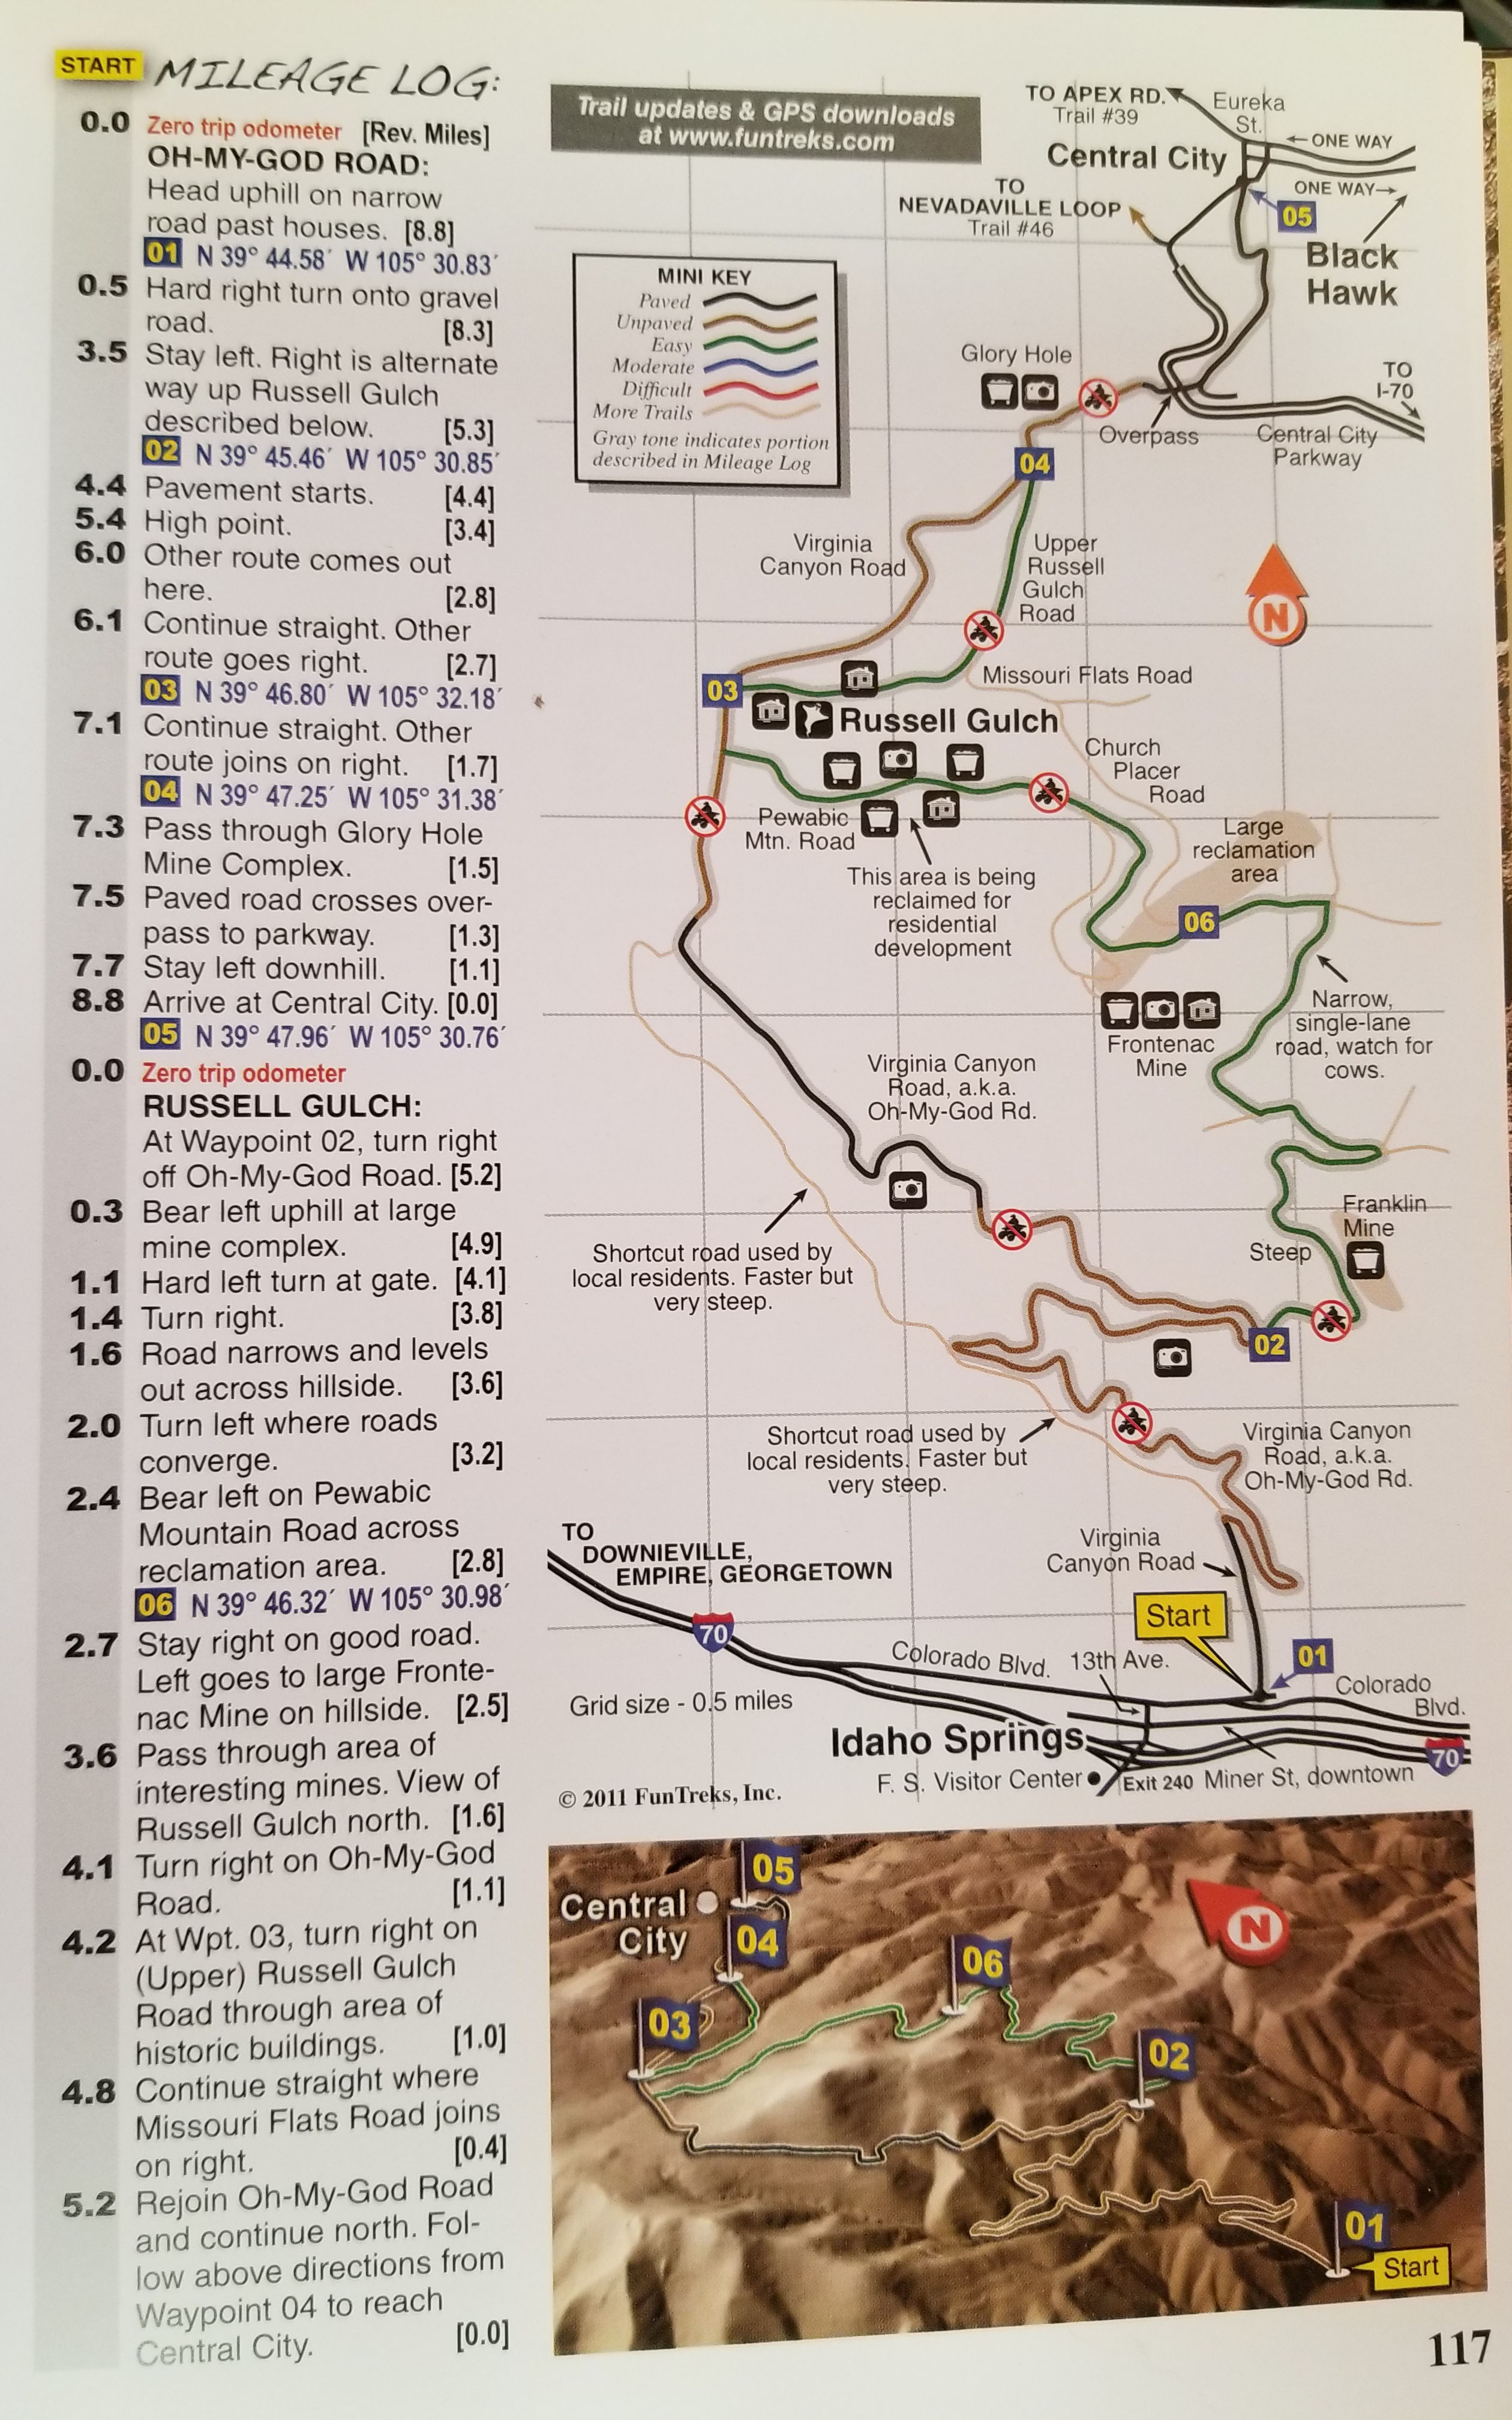 START MILEAGE LOG:
0.0 Zero trip odometer [Rev. Miles]
OH-MY-GOD ROAD:
Head uphill on narrow
road past houses. [8.8]
01 N 39° 44.58′ W 105° 30.83′
0.5 Hard right turn onto gravel
road. [8.3]
3.5 Stay left. Right is alternate
way up Russell Gulch
described below. [5.3]
02 N 39° 45.46′ W 105° 30.85′
4.4 Pavement starts. [4.4]
5.4 High point. [3.4]
6.0 Other route comes out
here. [2.8]
6.1 Continue straight. Other
route goes right. [2.7]
03 N 39° 46.80′ W 105° 32.18′
7.1 Continue straight. Other
route joins on right. [1.7]
04 N 39° 47.25′ W 105° 31.38′
7.3 Pass through Glory Hole
Mine Complex. [1.5]
7.5 Paved road crosses over-
pass to parkway. [1.3]
7.7 Stay left downhill. [1.1]
8.8 Arrive at Central City. [0.0]
05 N 39° 47.96′ W 105° 30.76′
0.0 Zero trip odometer
RUSSELL GULCH:
At Waypoint 02, turn right
off Oh-My-God Road. [5.2]
0.3 Bear left uphill at large
mine complex. [4.9]
1.1 Hard left turn at gate. [4.1]
1.4 Turn right. [3.8]
1.6 Road narrows and levels
out across hillside. [3.6]
2.0 Turn left where roads
converge. [3.2]
2.4 Bear left on Pewabic
Mountain Road across
reclamation area. [2.8]
06 N 39° 46.32′ W 105° 30.98′
2.7 Stay right on good road.
Left goes to large Fronte-
nac Mine on hillside. [2.5]
3.6 Pass through area of
interesting mines. View of
Russell Gulch north. [1.6]
4.1 Turn right on Oh-My-God
Road. [1.1]
4.2 At Wpt. 03, turn right on
(Upper) Russell Gulch
Road through area of
historic buildings. [1.0]
4.8 Continue straight where
Missouri Flats Road joins
on right. [0.4]
5.2 Rejoin Oh-My-God Road
and continue north. Fol-
low above directions from
Waypoint 04 to reach
Central City. [0.0]
Trail updates & GPS downloads
at www.funtreks.com
TO APEX RD.
Trail #39
Eureka
St.
ONE WAY
Central City
ONE WAY
TO
NEVADAVILLE LOOP
Trail #46
05
Black
Hawk
MINI KEY
Paved
Unpaved
Easy
Moderate
Difficult
More Trails
Gray tone indicates portion
described in Mileage Log
Glory Hole
TO
I-70
Overpass
Central City
Parkway
04
Virginia
Canyon Road
Upper
Russell
Gulch
Road
N
03
Missouri Flats Road
Russell Gulch
Church
Placer
Road
Pewabic
Mtn. Road
Large
reclamation
area
This area is being
reclaimed for
residential
development
06
Narrow,
single-lane
road, watch for
cows.
Frontenac
Mine
Virginia Canyon
Road, a.k.a.
Oh-My-God Rd.
Franklin
Mine
Steep
Shortcut road used by
local residents. Faster but
very steep.
02
Shortcut road used by
local residents. Faster but
very steep.
Virginia Canyon
Road, a.k.a.
Oh-My-God Rd.
TO
DOWNIEVILLE,
EMPIRE, GEORGETOWN
Virginia
Canyon Road
Start
70
Colorado Blvd.
13th Ave.
01
Colorado
Blvd.
Grid size - 0.5 miles
Idaho Springs
70
F. S. Visitor Center
Exit 240
Miner St, downtown
© 2011 FunTreks, Inc.
05
Central
City
04
N
06
03
02
01
Start
117